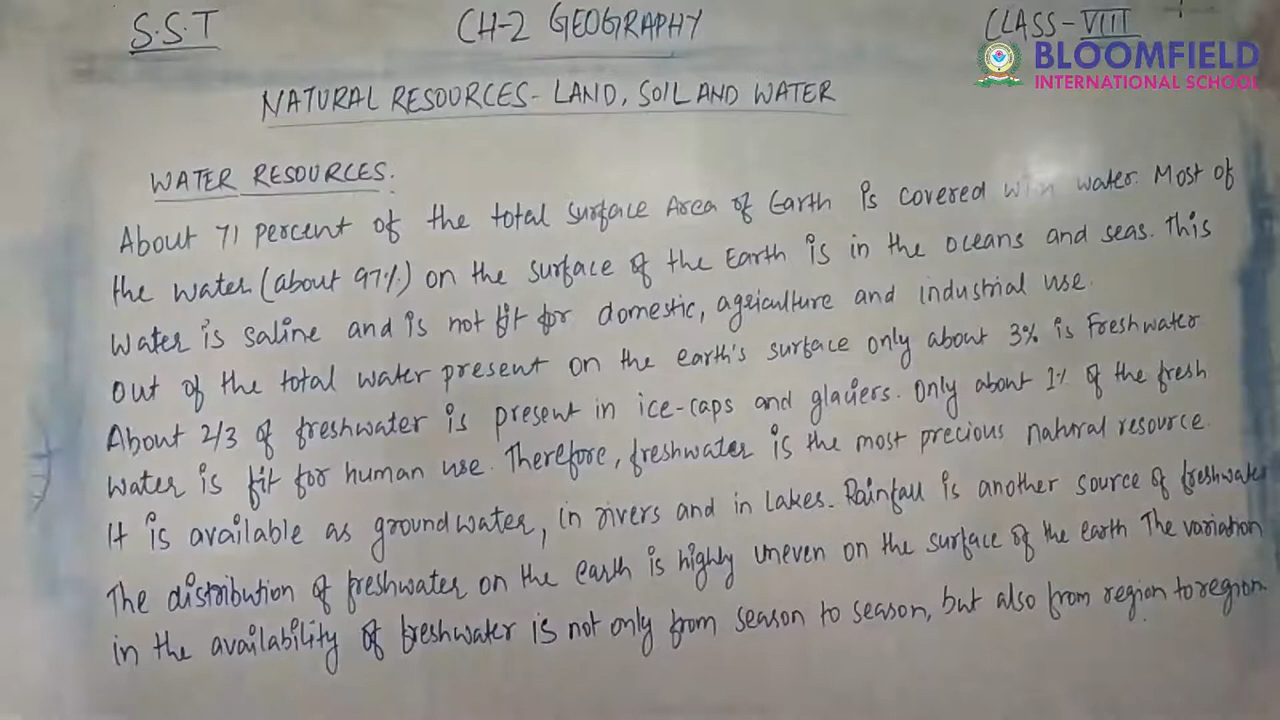 S.S.T
CH-2 GEOGRAPHY
CLASS-VIII
BLOOMFIELD
INTERNATIONAL SCHOOL
NATURAL RESOURCES- LAND, SOIL AND WATER
WATER RESOURCES.
About 71 percent of the total surface Area of Earth is covered with water. Most of
the water (about 97%) on the surface of the Earth is in the oceans and seas. This
water is saline and is not fit for domestic, agriculture and industrial use.
Out of the total water present on the earth's surface only about 3% is Freshwater
About 2/3 of freshwater is present in ice-caps and glaciers. Only about 1% of the fresh
water is fit for human use. Therefore, freshwater is the most precious natural resource.
It is available as groundwater, in rivers and in lakes. Rainfall is another source of freshwater
The distribution of freshwater on the earth is highly uneven on the surface of the earth The variation
in the availability of freshwater is not only from season to season, but also from region to region.